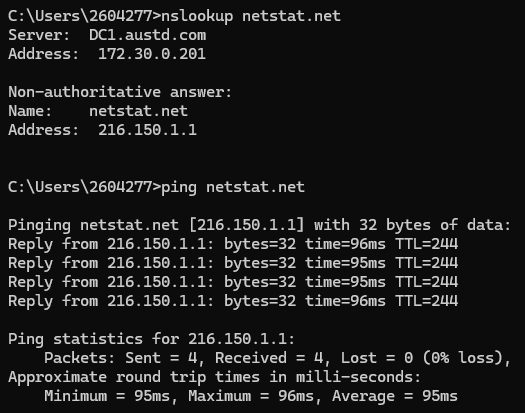 C:\Users\2604277>nslookup netstat.net
Server:  DC1.austd.com
Address:  172.30.0.201

Non-authoritative answer:
Name:    netstat.net
Address:  216.150.1.1


C:\Users\2604277>ping netstat.net

Pinging netstat.net [216.150.1.1] with 32 bytes of data:
Reply from 216.150.1.1: bytes=32 time=96ms TTL=244
Reply from 216.150.1.1: bytes=32 time=95ms TTL=244
Reply from 216.150.1.1: bytes=32 time=95ms TTL=244
Reply from 216.150.1.1: bytes=32 time=96ms TTL=244

Ping statistics for 216.150.1.1:
    Packets: Sent = 4, Received = 4, Lost = 0 (0% loss),
Approximate round trip times in milli-seconds:
    Minimum = 95ms, Maximum = 96ms, Average = 95ms